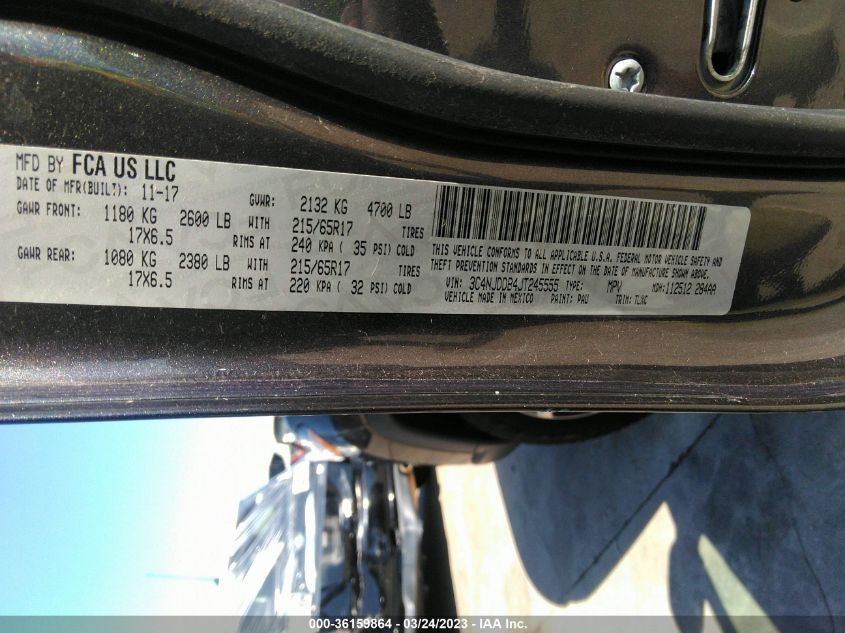 MFD BY FCA US LLC
DATE OF MFR(BUILT): 11-17 GVWR: 2132 KG 4700 LB
GAWR FRONT: 1180 KG 2600 LB WITH 215/65R17 TIRES
17X6.5 RIMS AT 240 KPA ( 35 PSI) COLD
GAWR REAR: 1080 KG 2380 LB WITH 215/65R17 TIRES
17X6.5 RIMS AT 220 KPA ( 32 PSI) COLD
THIS VEHICLE CONFORMS TO ALL APPLICABLE U.S. FEDERAL MOTOR VEHICLE SAFETY AND
THEFT PREVENTION STANDARDS IN EFFECT ON THE DATE OF MANUFACTURE SHOWN ABOVE.
VIN: 3C4NJDDB4JT245555 TYPE: MPV MDH:112512 284AA
VEHICLE MADE IN MEXICO PAINT: PAU TRIM: TLXC
000-36159864 - 03/24/2023 - IAA Inc.